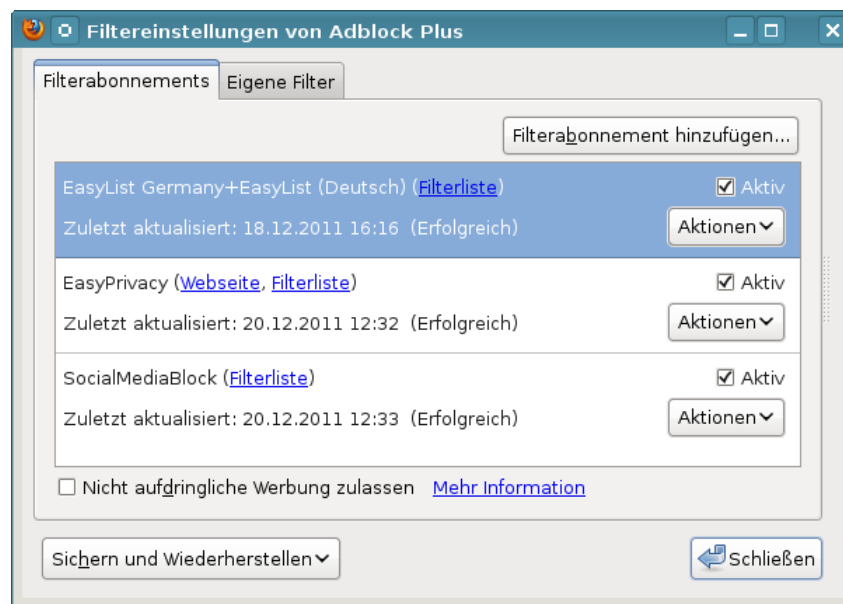 Filtereinstellungen von Adblock Plus
Filterabonnements
Eigene Filter
Filterabonnement hinzufügen...
EasyList Germany+EasyList (Deutsch) (Filterliste)
Aktiv
Zuletzt aktualisiert: 18.12.2011 16:16 (Erfolgreich)
Aktionen
EasyPrivacy (Webseite, Filterliste)
Aktiv
Zuletzt aktualisiert: 20.12.2011 12:32 (Erfolgreich)
Aktionen
SocialMediaBlock (Filterliste)
Aktiv
Zuletzt aktualisiert: 20.12.2011 12:33 (Erfolgreich)
Aktionen
Nicht aufdringliche Werbung zulassen Mehr Information
Sichern und Wiederherstellen
Schließen